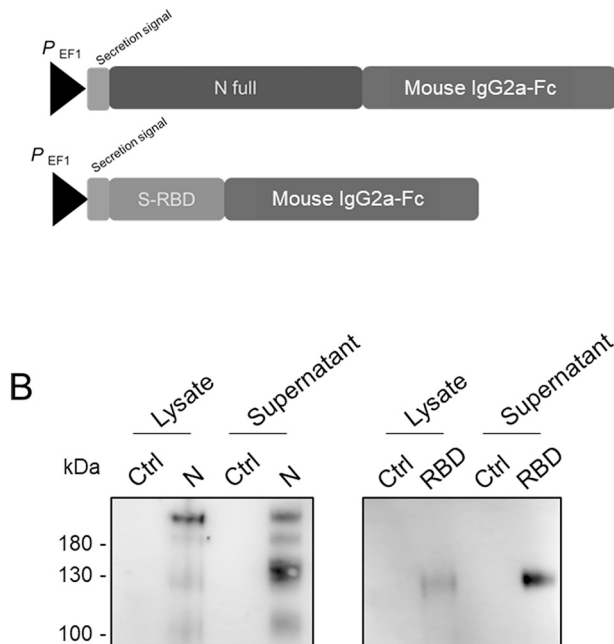 P EF1 Secretion signal
N full Mouse IgG2a-Fc
P EF1 Secretion signal
S-RBD Mouse IgG2a-Fc
B
Lysate Supernatant Lysate Supernatant
kDa Ctrl N Ctrl N Ctrl RBD Ctrl RBD
180 -
130 -
100 -